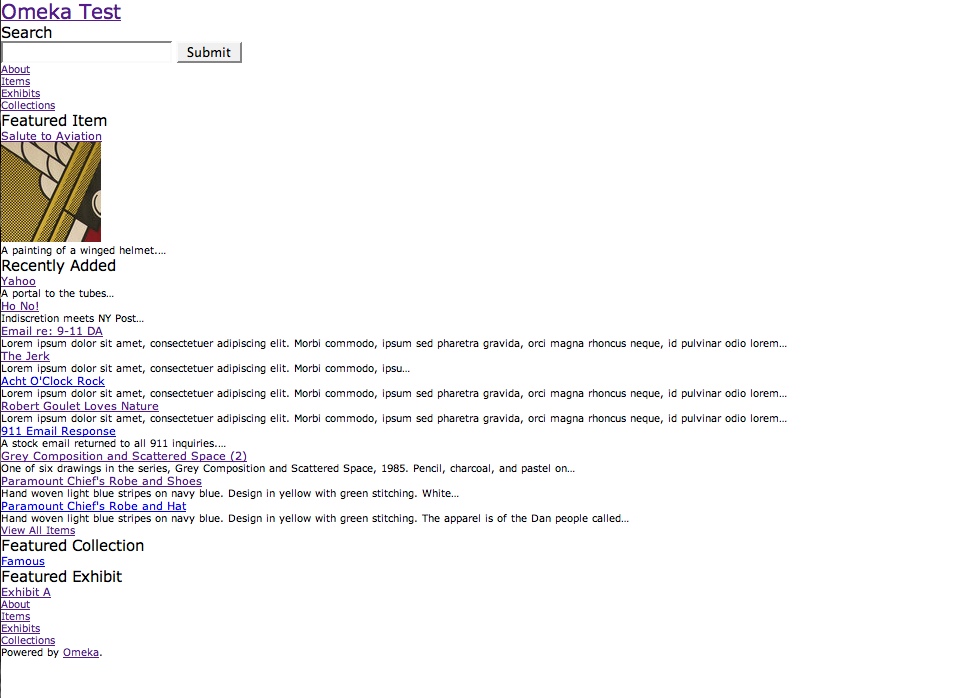 Omeka Test
Search
Submit
About
Items
Exhibits
Collections
Featured Item
Salute to Aviation
A painting of a winged helmet....
Recently Added
Yahoo
A portal to the tubes...
Ho No!
Indiscretion meets NY Post...
Email re: 9-11 DA
Lorem ipsum dolor sit amet, consectetuer adipiscing elit. Morbi commodo, ipsum sed pharetra gravida, orci magna rhoncus neque, id pulvinar odio lorem...
The Jerk
Lorem ipsum dolor sit amet, consectetuer adipiscing elit. Morbi commodo, ipsu...
Acht O'Clock Rock
Lorem ipsum dolor sit amet, consectetuer adipiscing elit. Morbi commodo, ipsum sed pharetra gravida, orci magna rhoncus neque, id pulvinar odio lorem...
Robert Goulet Loves Nature
Lorem ipsum dolor sit amet, consectetuer adipiscing elit. Morbi commodo, ipsum sed pharetra gravida, orci magna rhoncus neque, id pulvinar odio lorem...
911 Email Response
A stock email returned to all 911 inquiries....
Grey Composition and Scattered Space (2)
One of six drawings in the series, Grey Composition and Scattered Space, 1985. Pencil, charcoal, and pastel on...
Paramount Chief's Robe and Shoes
Hand woven light blue stripes on navy blue. Design in yellow with green stitching. White...
Paramount Chief's Robe and Hat
Hand woven light blue stripes on navy blue. Design in yellow with green stitching. The apparel is of the Dan people called...
View All Items
Featured Collection
Famous
Featured Exhibit
Exhibit A
About
Items
Exhibits
Collections
Powered by Omeka.